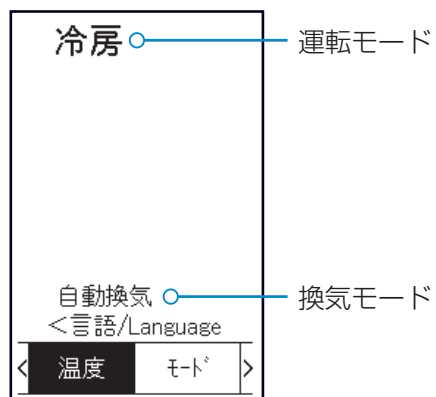 冷房 運転モード
自動換気 換気モード
<言語/Language
< 温度 ﾓｰﾄﾞ >